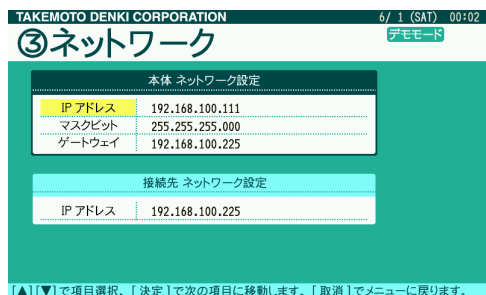 TAKEMOTO DENKI CORPORATION 6/ 1 (SAT) 00:02
③ネットワーク デモモード
本体 ネットワーク設定
IP アドレス 192.168.100.111
マスクビット 255.255.255.000
ゲートウェイ 192.168.100.225
接続先 ネットワーク設定
IP アドレス 192.168.100.225
[▲][▼]で項目選択、[ 決定 ]で次の項目に移動します。[ 取消 ]でメニューに戻ります。